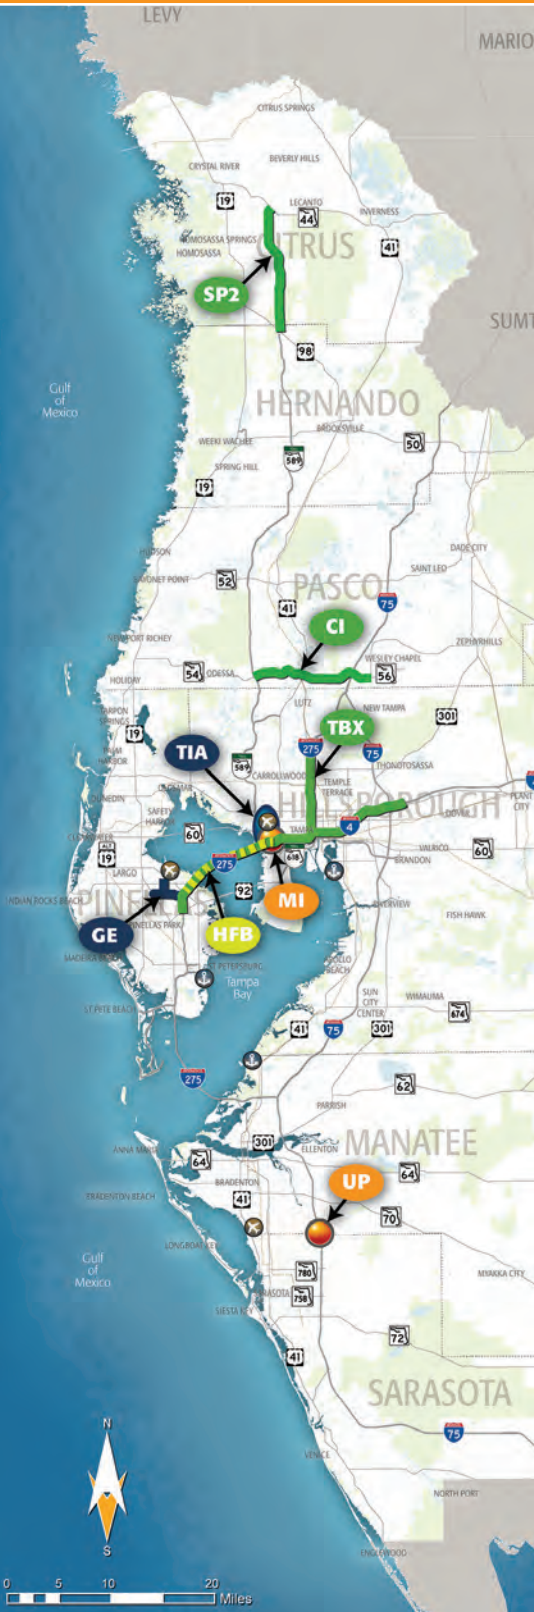 LEVY
MARIO
CITRUS SPRINGS
BEVERLY HILLS
CRYSTAL RIVER
19
LECANTO
44
INVERNESS
HOMOSASSA SPRINGS
HOMOSASSA
CITRUS
41
SP2
SUMT
98
Gulf
of
Mexico
HERNANDO
BROOKSVILLE
50
WEEKI WACHEE
589
SPRING HILL
19
HUDSON
DADE CITY
BAYONET POINT
52
SAINT LEO
PASCO
41
75
CI
NEW PORT RICHEY
ZEPHYRHILLS
WESLEY CHAPEL
54
ODESSA
56
HOLIDAY
LUTZ
NEW TAMPA
TARPON
SPRINGS
301
TBX
19
TIA
275
75
PALM
HARBOR
589
THONOTOSASSA
CARROLLWOOD
TEMPLE
TERRACE
PLANT
CITY
DUNEDIN
OLDSMAR
HILLSBOROUGH
SAFETY
HARBOR
60
TAMPA
4
DOVER
CLEARWATER
ALT
19
618
VALRICO
60
BRANDON
275
LARGO
92
MI
INDIAN ROCKS BEACH
PINELLAS
RIVERVIEW
FISH HAWK
GE
PINELLAS PARK
HFB
MADEIRA BEACH
ST PETERSBURG
APOLLO
BEACH
Tampa
Bay
SUN
CITY
CENTER
WIMAUMA
ST PETE BEACH
674
41
75
301
275
62
PARRISH
301
ELLENTON
MANATEE
ANNA MARIA
64
64
BRADENTON
UP
BRADENTON BEACH
41
70
LONGBOAT KEY
Gulf
of
Mexico
780
MYAKKA CITY
SARASOTA
758
SIESTA KEY
72
41
SARASOTA
N
75
VENICE
NORTH PORT
S
ENGLEWOOD
0 5 10 20
Miles